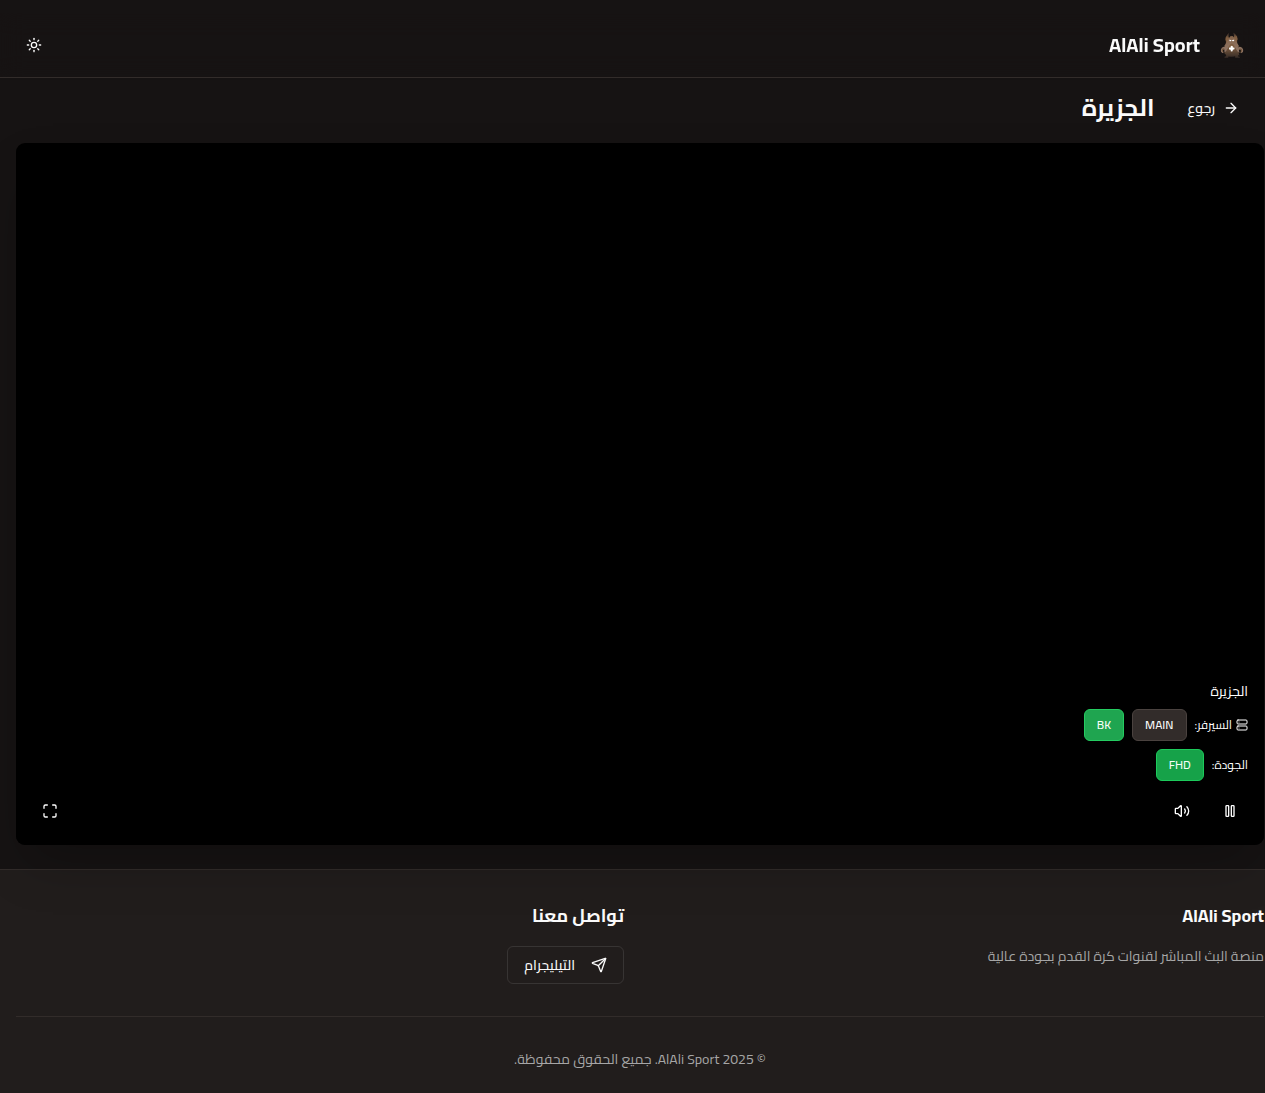 AlAli Sport
رجوع
الجزيرة
الجزيرة
السيرفر: MAIN BK
الجودة: FHD
AlAli Sport
منصة البث المباشر لقنوات كرة القدم بجودة عالية
تواصل معنا
التيليجرام
© 2025 AlAli Sport. جميع الحقوق محفوظة.